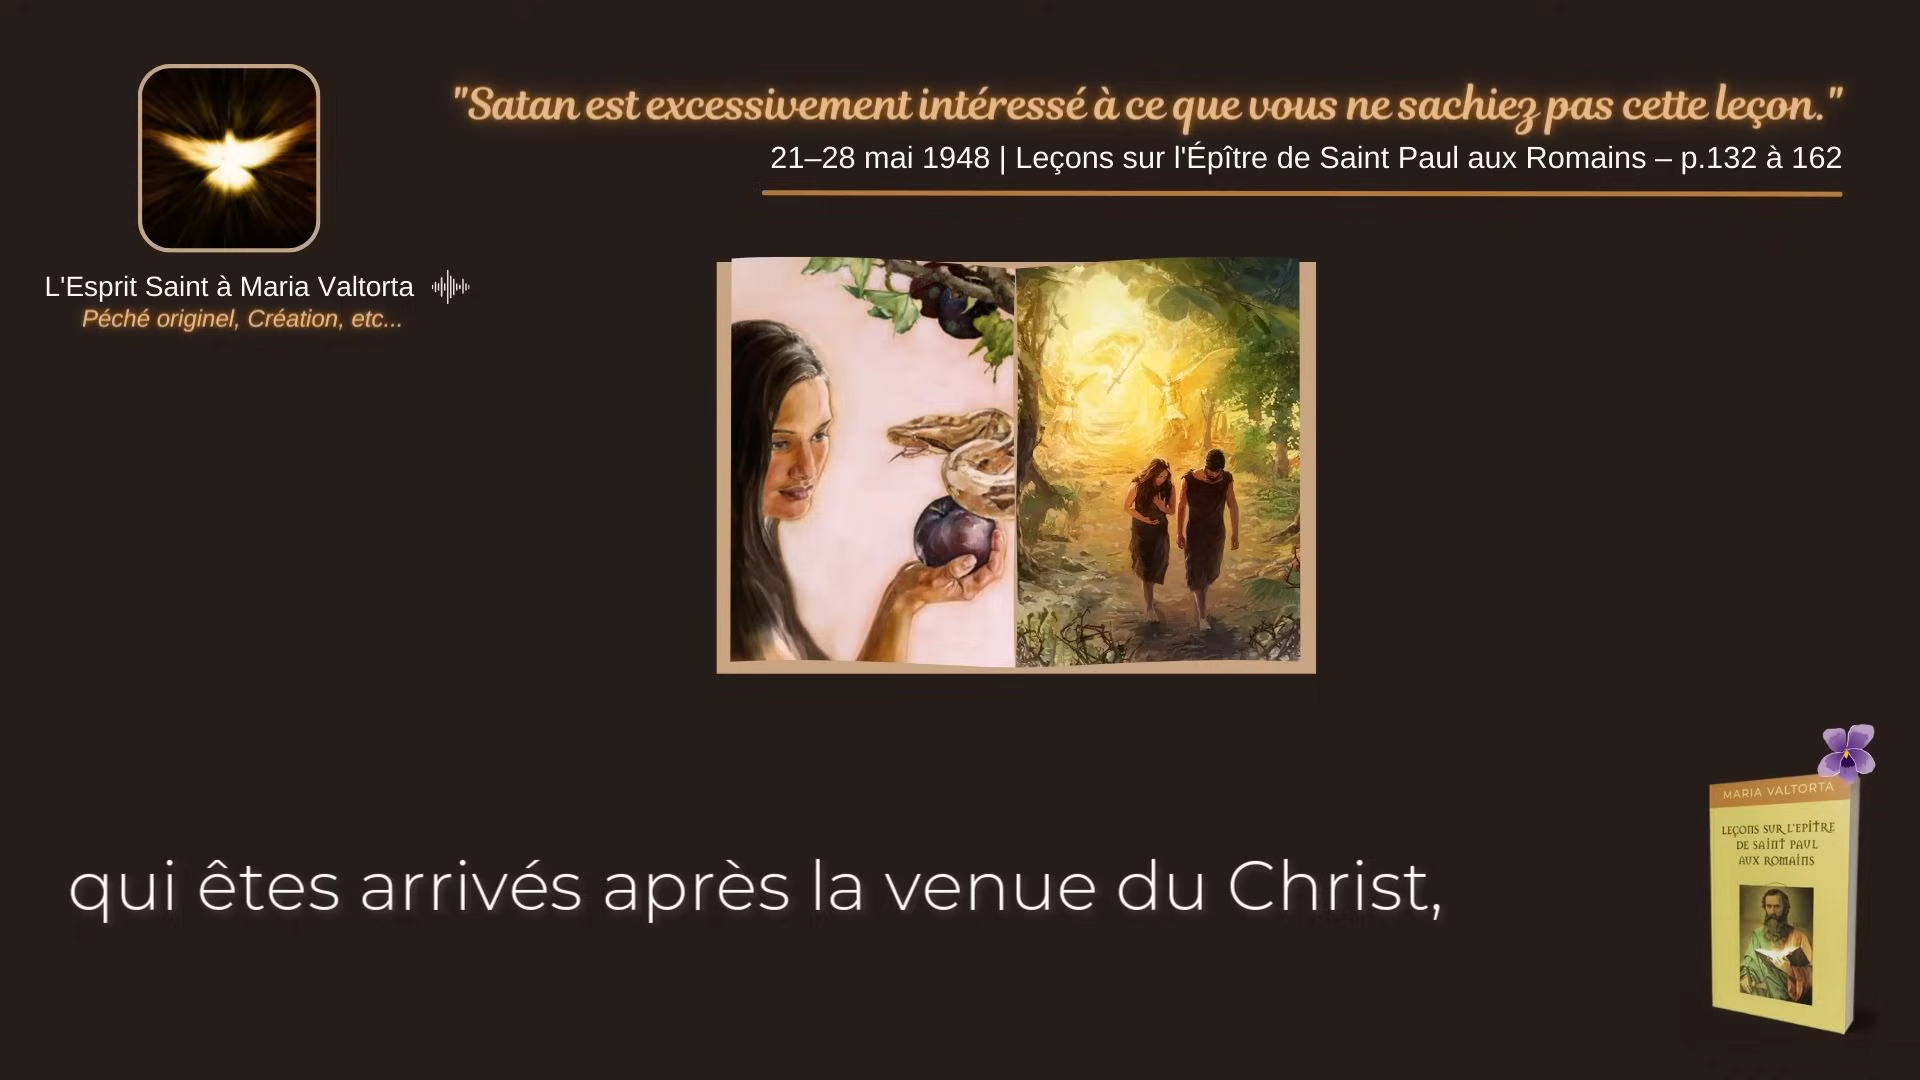 "Satan est excessivement intéressé à ce que vous ne sachiez pas cette leçon."
21–28 mai 1948 | Leçons sur l'Épître de Saint Paul aux Romains – p.132 à 162
L'Esprit Saint à Maria Valtorta
Péché originel, Création, etc...
qui êtes arrivés après la venue du Christ,
MARIA VALTORTA
LEÇONS SUR L'EPÎTRE
DE SAINT PAUL
AUX ROMAINS